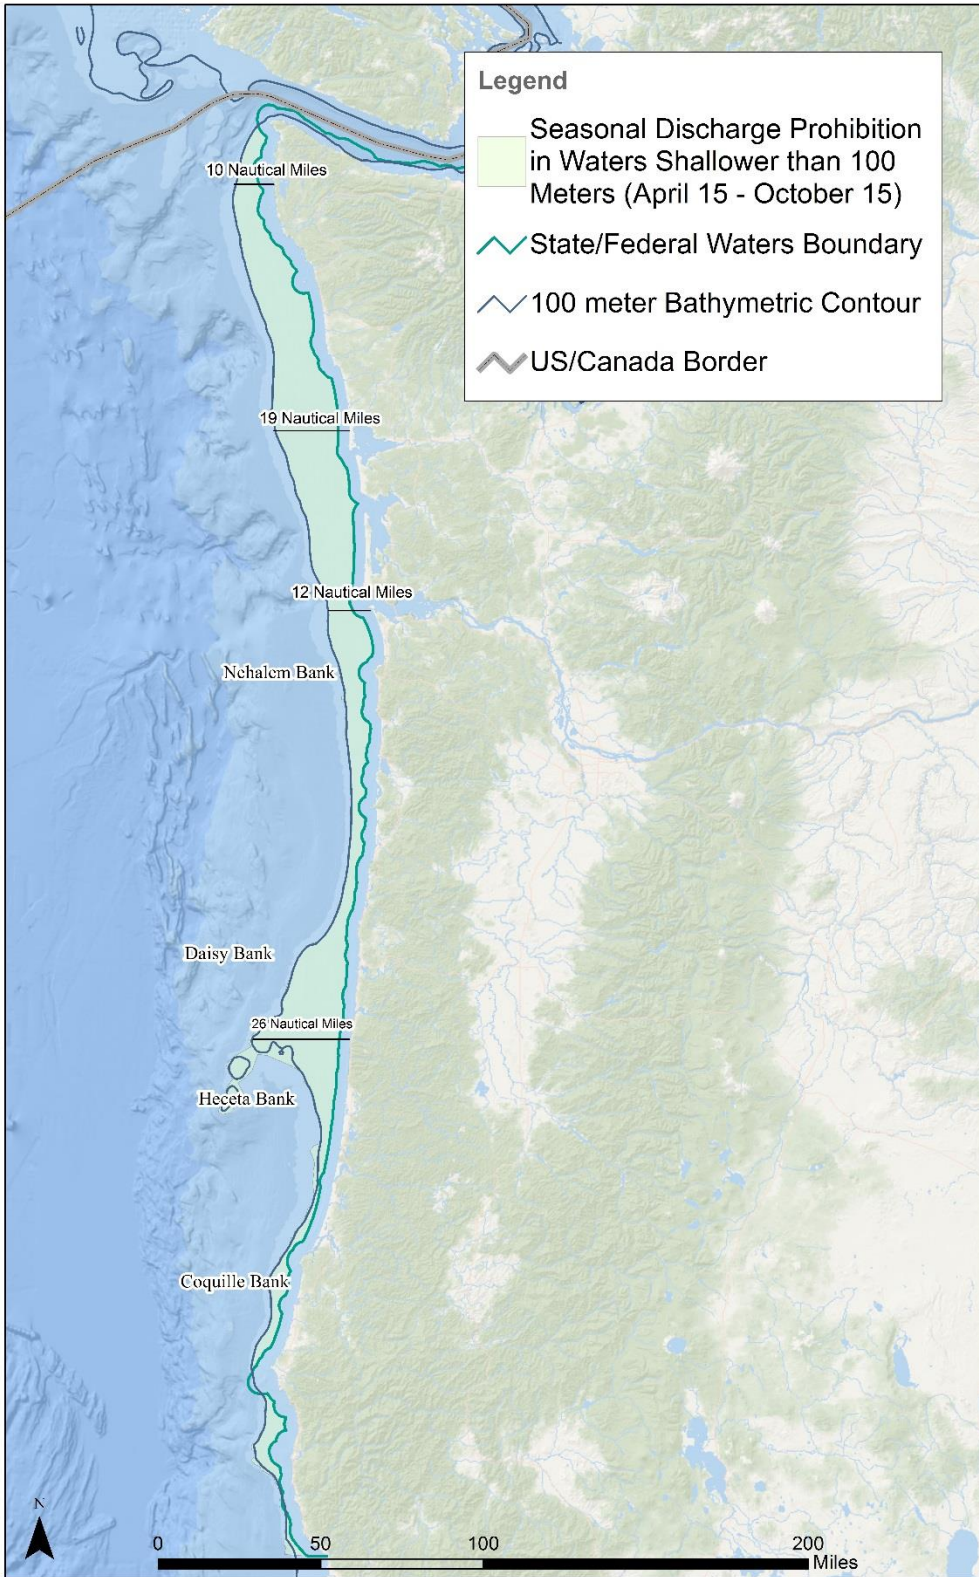 Legend
Seasonal Discharge Prohibition
in Waters Shallower than 100
Meters (April 15 - October 15)
State/Federal Waters Boundary
100 meter Bathymetric Contour
US/Canada Border
10 Nautical Miles
19 Nautical Miles
12 Nautical Miles
Nehalem Bank
Daisy Bank
26 Nautical Miles
Heceta Bank
Coquille Bank
N
0 50 100 200
Miles